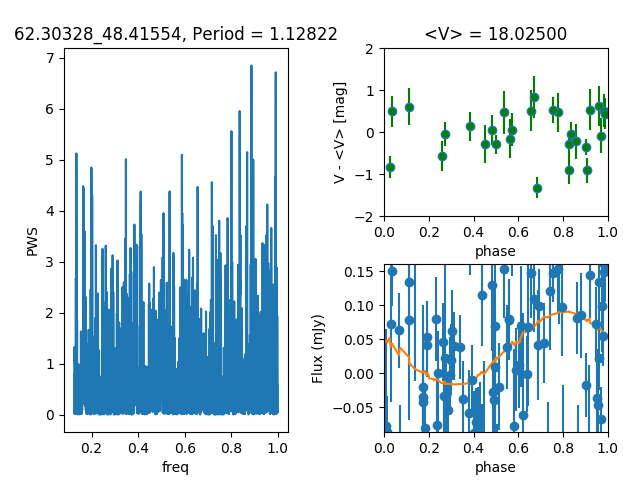 62.30328_48.41554, Period = 1.12822
<V> = 18.02500
PWS
7
6
5
4
3
2
1
0
0.2 0.4 0.6 0.8 1.0
freq
V - <V> [mag]
2
1
0
−1
−2
0.0 0.2 0.4 0.6 0.8 1.0
phase
Flux (mJy)
0.15
0.10
0.05
0.00
−0.05
0.0 0.2 0.4 0.6 0.8 1.0
phase